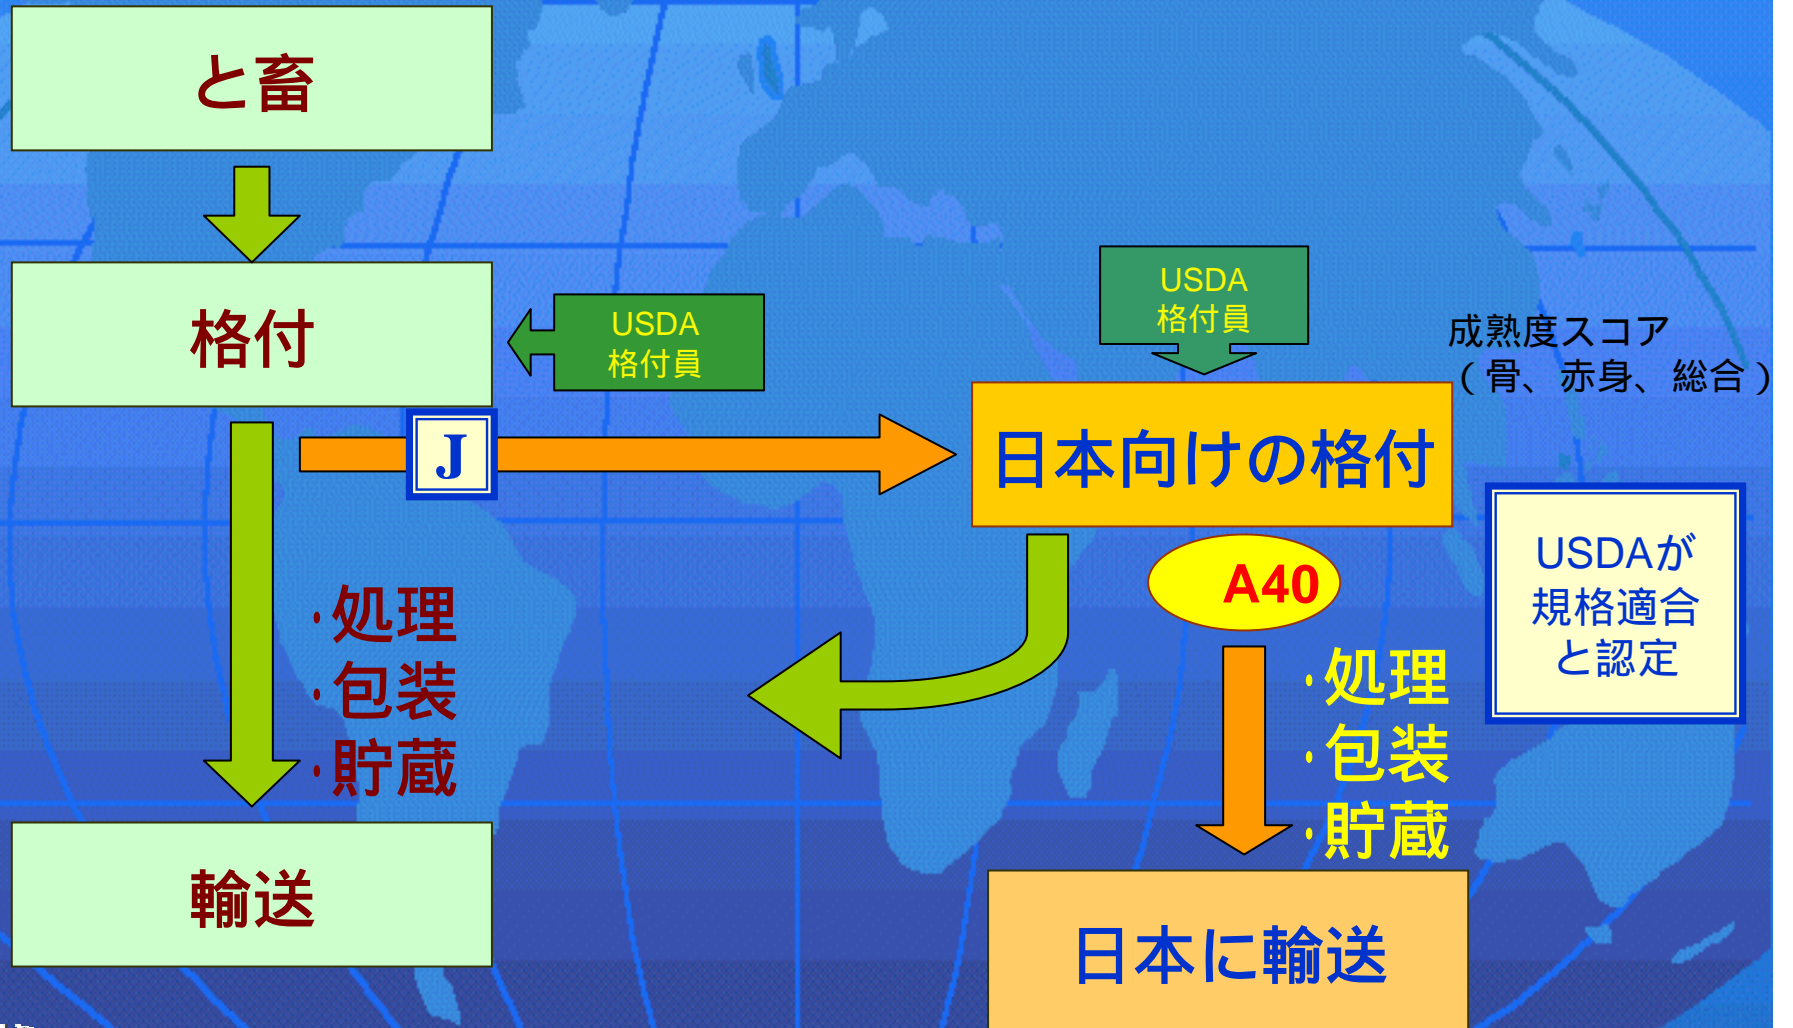 と畜
格付
USDA
格付員
USDA
格付員
成熟度スコア
（骨、赤身、総合）
J
日本向けの格付
A40
USDAが
規格適合
と認定
・処理
・包装
・貯蔵
・処理
・包装
・貯蔵
輸送
日本に輸送